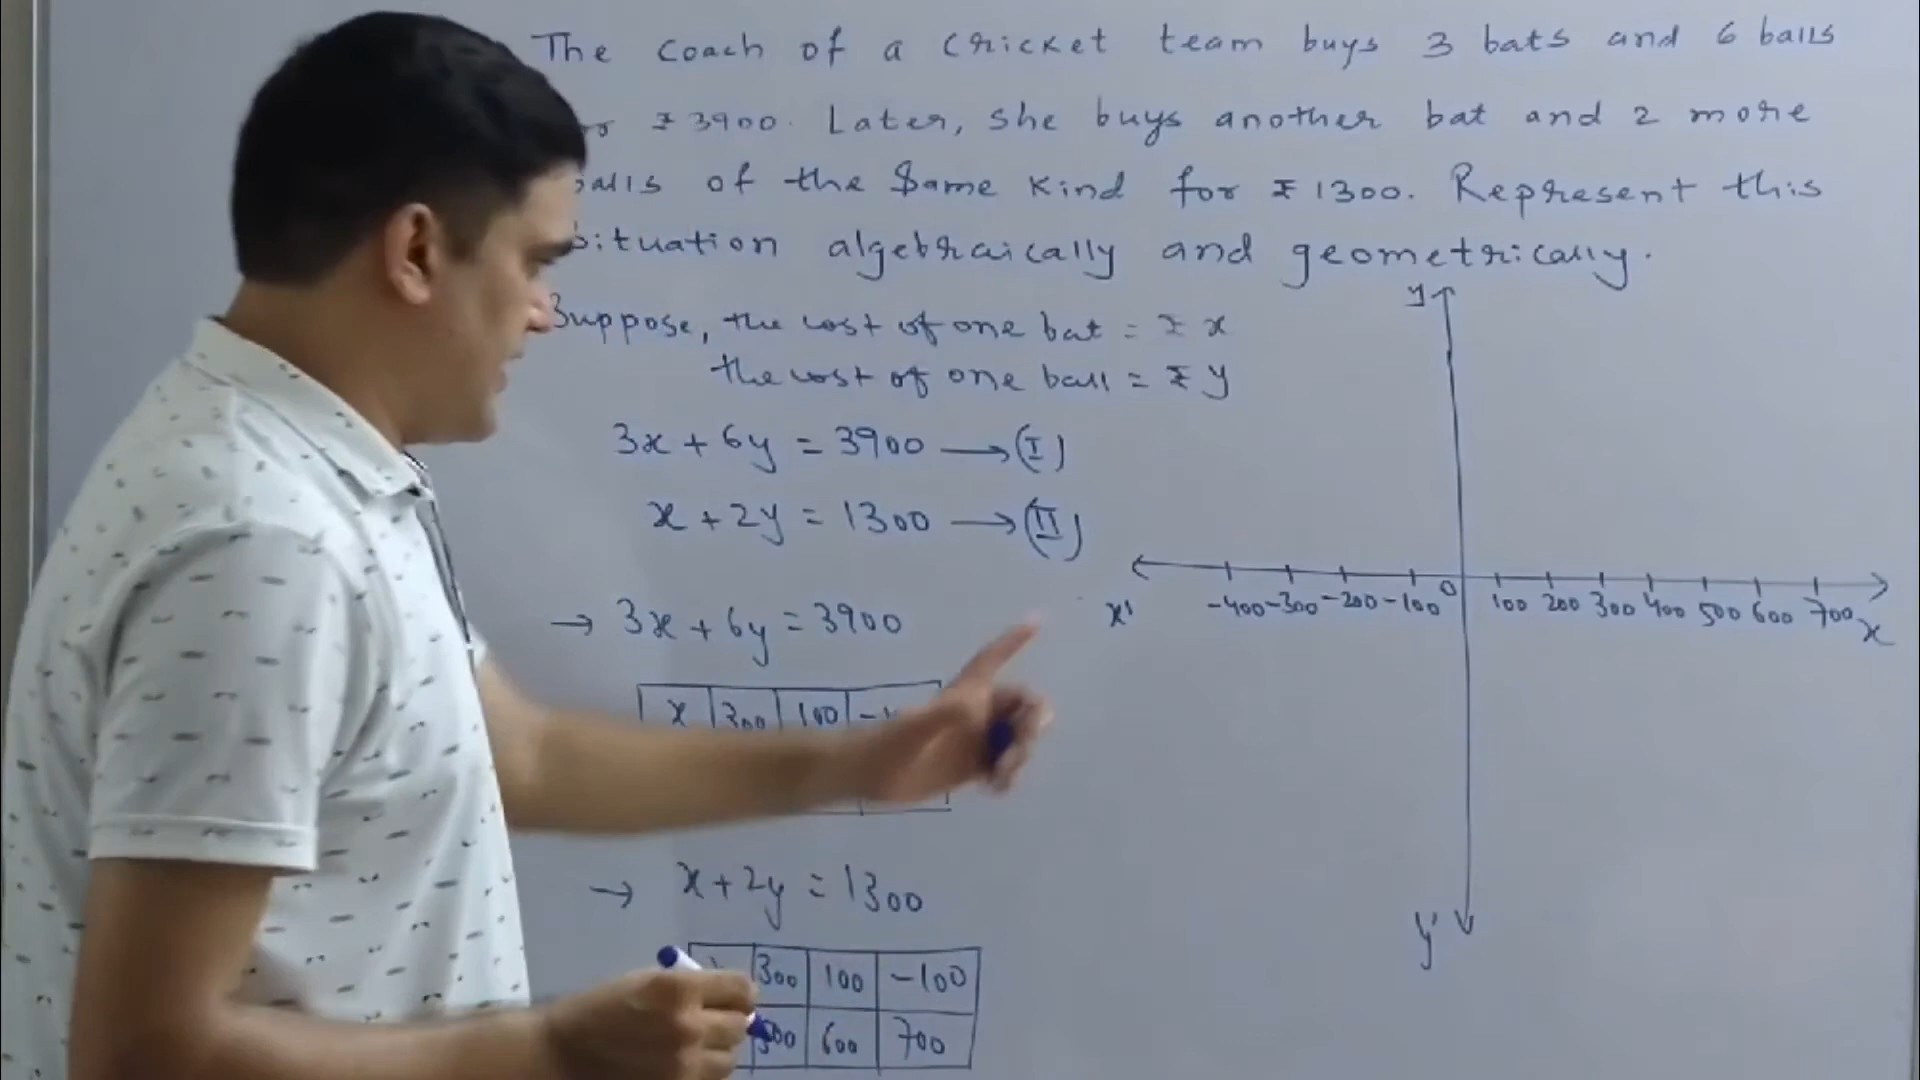 The coach of a cricket team buys 3 bats and 6 balls
₹ 3900. Later, she buys another bat and 2 more
of the same kind for ₹ 1300. Represent this
algebraically and geometrically.
Suppose, the cost of one bat = ₹ x
the cost of one ball = ₹ y
3x + 6y = 3900 → (I)
x + 2y = 1300 → (II)
→ 3x + 6y = 3900
x 300 100
→ x + 2y = 1300
300 100 -100
500 600 700
y
x' -400 -300 -200 -100 0 100 200 300 400 500 600 700 x
y'